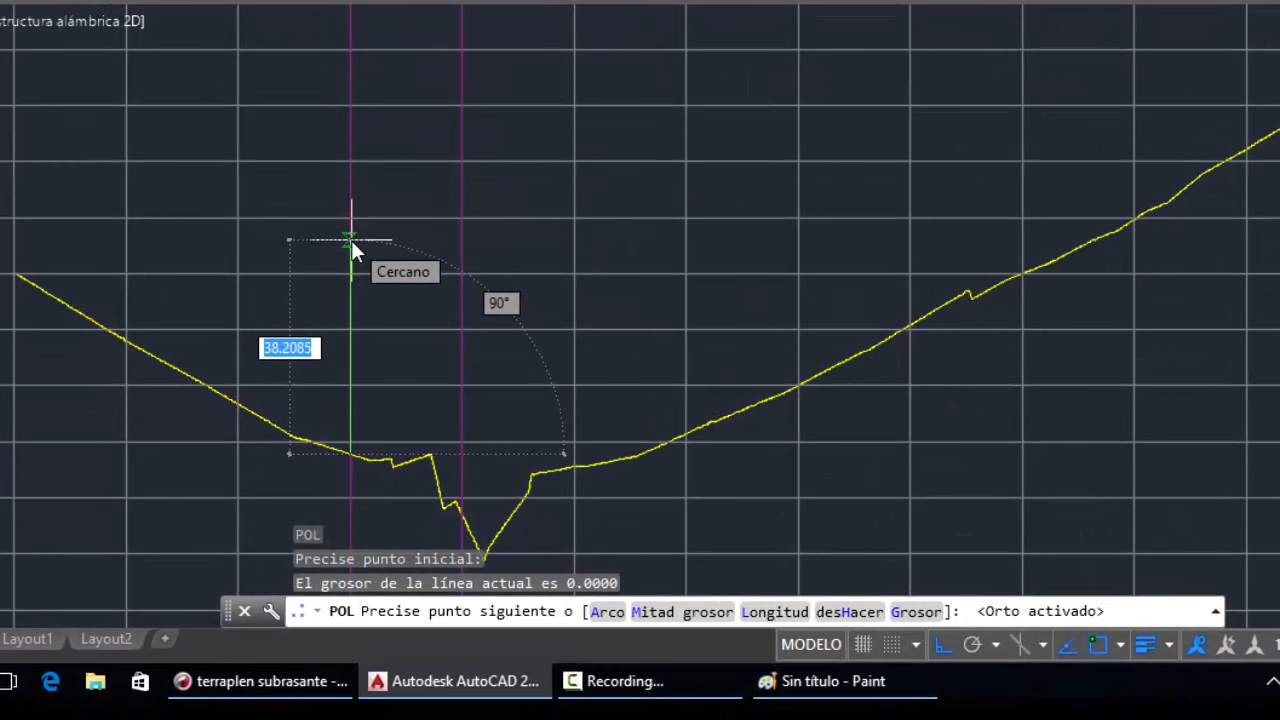 structura alámbrica 2D]
Cercano
90°
38.2085
POL
Precise punto inicial:
El grosor de la línea actual es 0.0000
POL Precise punto siguiente o [Arco Mitad grosor Longitud desHacer Grosor]: <Orto activado>
Layout1 Layout2 +
MODELO
terraplen subrasante -... Autodesk AutoCAD 2... Recording... Sin título - Paint